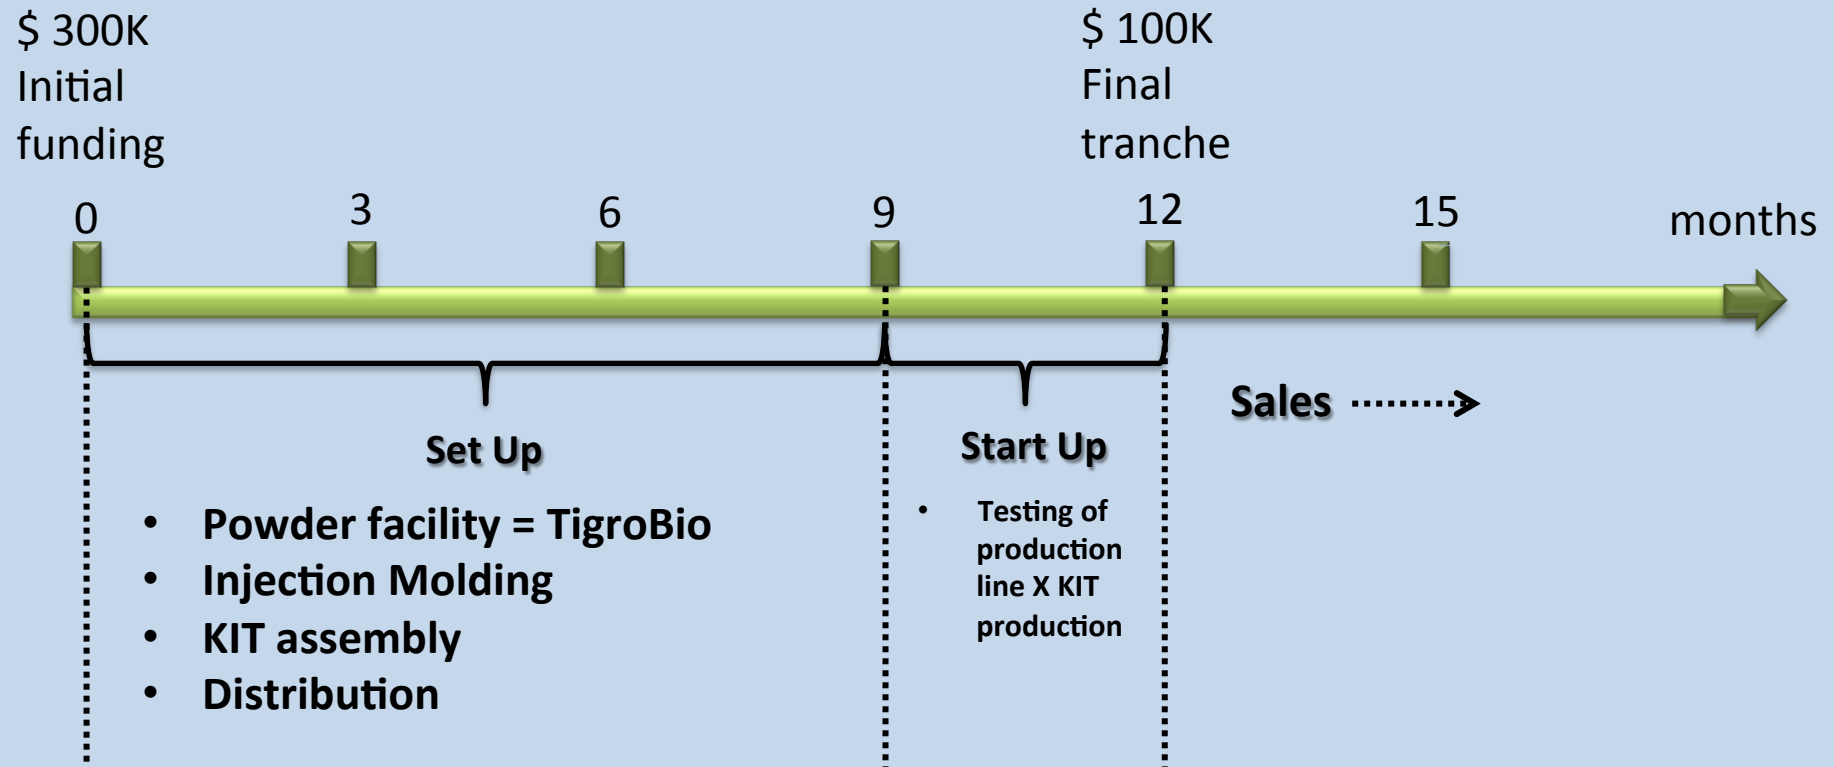 $ 300K
Initial
funding
$ 100K
Final
tranche
0
3
6
9
12
15
months
Set Up
• Powder facility = TigroBio
• Injection Molding
• KIT assembly
• Distribution
Start Up
• Testing of
production
line X KIT
production
Sales